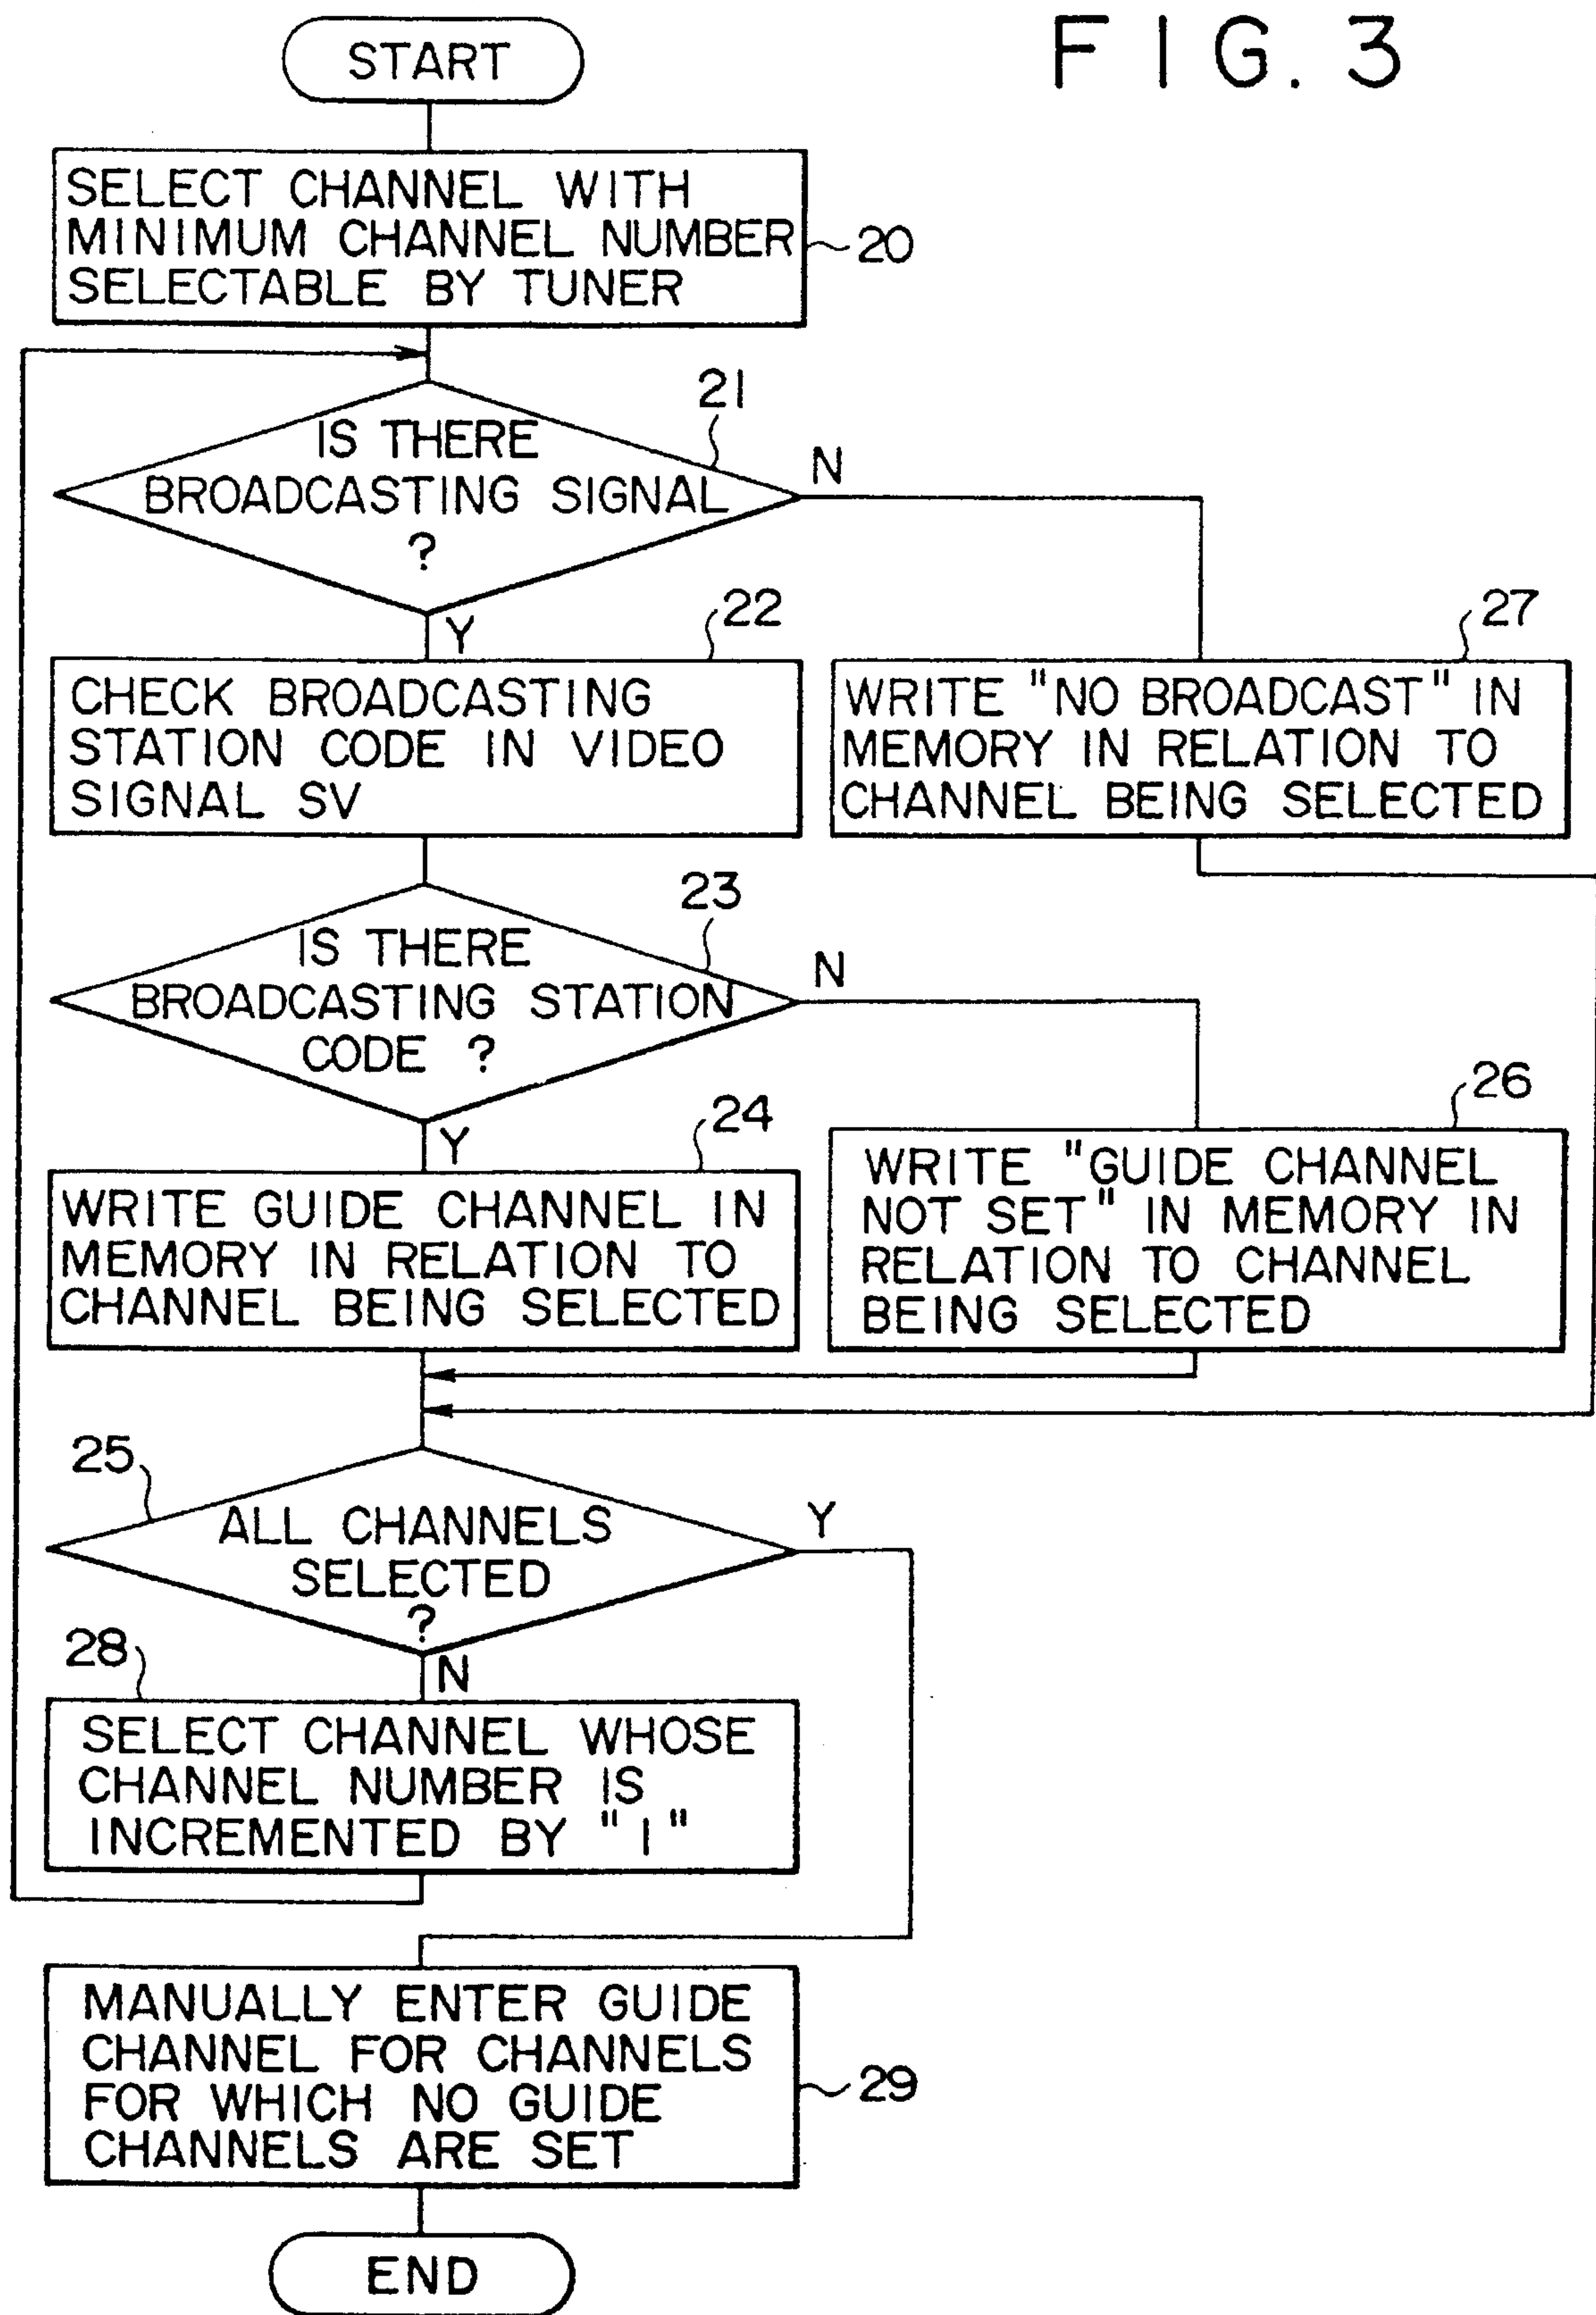 FIG. 3
START
SELECT CHANNEL WITH
MINIMUM CHANNEL NUMBER
SELECTABLE BY TUNER
20
21
IS THERE
BROADCASTING SIGNAL
?
N
Y
22
CHECK BROADCASTING
STATION CODE IN VIDEO
SIGNAL SV
27
WRITE "NO BROADCAST" IN
MEMORY IN RELATION TO
CHANNEL BEING SELECTED
23
IS THERE
BROADCASTING STATION
CODE ?
N
Y
24
WRITE GUIDE CHANNEL IN
MEMORY IN RELATION TO
CHANNEL BEING SELECTED
26
WRITE "GUIDE CHANNEL
NOT SET" IN MEMORY IN
RELATION TO CHANNEL
BEING SELECTED
25
ALL CHANNELS
SELECTED
?
Y
N
28
SELECT CHANNEL WHOSE
CHANNEL NUMBER IS
INCREMENTED BY "1"
MANUALLY ENTER GUIDE
CHANNEL FOR CHANNELS
FOR WHICH NO GUIDE
CHANNELS ARE SET
29
END